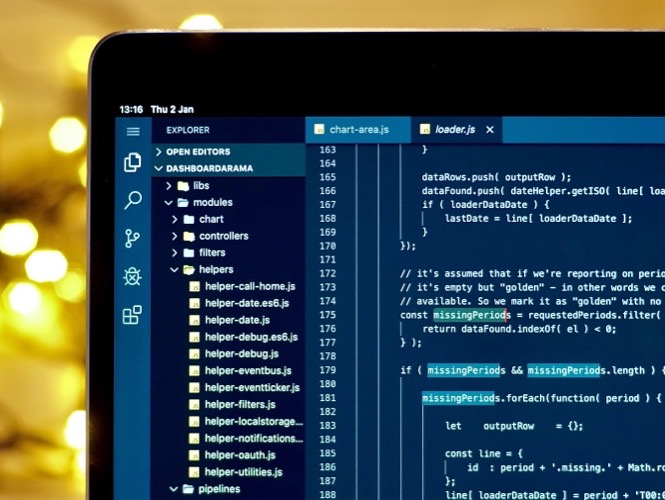 13:16 Thu 2 Jan
EXPLORER
OPEN EDITORS
DASHBOARDARAMA
libs
modules
chart
controllers
filters
helpers
helper-call-home.js
helper-date.es6.js
helper-date.js
helper-debug.es6.js
helper-debug.js
helper-eventbus.js
helper-eventticker.js
helper-filters.js
helper-localstorage...
helper-notifications...
helper-oauth.js
helper-utilities.js
pipelines
chart-area.js loader.js ×
163 }
164
165 dataRows.push( outputRow );
166 dataFound.push( dateHelper.getISO( line[ loa
167 if ( loaderDataDate ) {
168 lastDate = line[ loaderDataDate ];
169 }
170 });
171
172 // it's assumed that if we're reporting on period
173 // it's empty but "golden" - in other words we c
174 // available. So we mark it as "golden" with no
175 const missingPeriods = requestedPeriods.filter(
176 return dataFound.indexOf( el ) < 0;
177 } );
178
179 if ( missingPeriods && missingPeriods.length ) {
180
181 missingPeriods.forEach(function( period ) {
182
183 let outputRow = {};
184
185 const line = {
186 id : period + '.missing.' + Math.ro
187 };
188 line[ loaderDataDate ] = period + 'T00:0